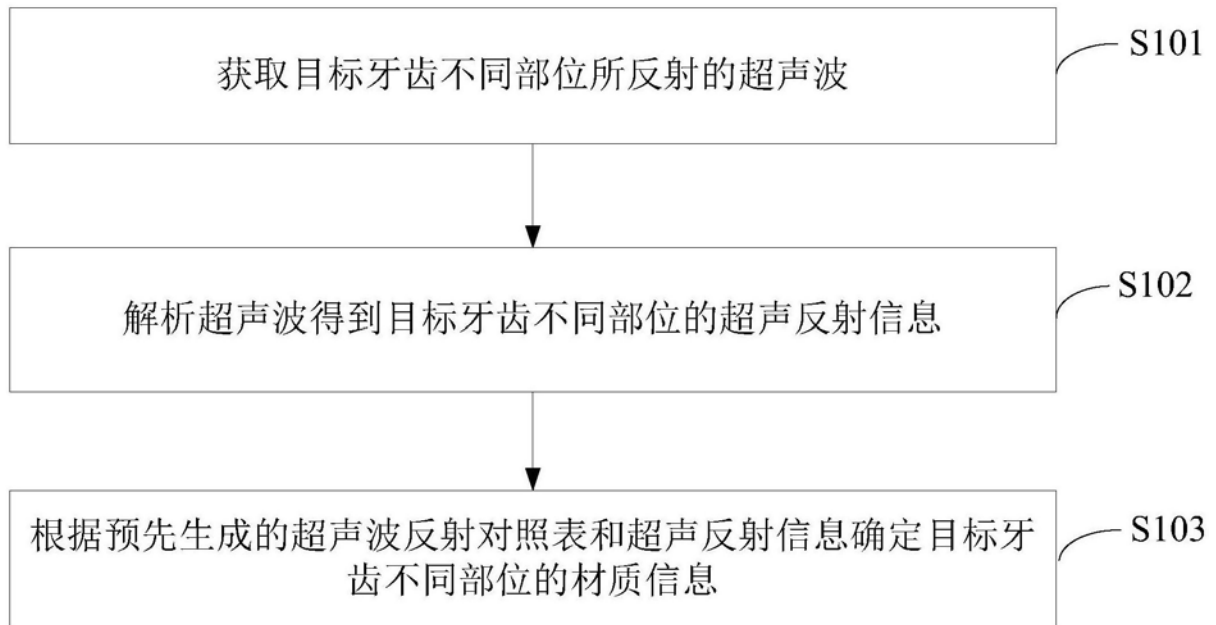 获取目标牙齿不同部位所反射的超声波
S101
解析超声波得到目标牙齿不同部位的超声反射信息
S102
根据预先生成的超声波反射对照表和超声反射信息确定目标牙
齿不同部位的材质信息
S103